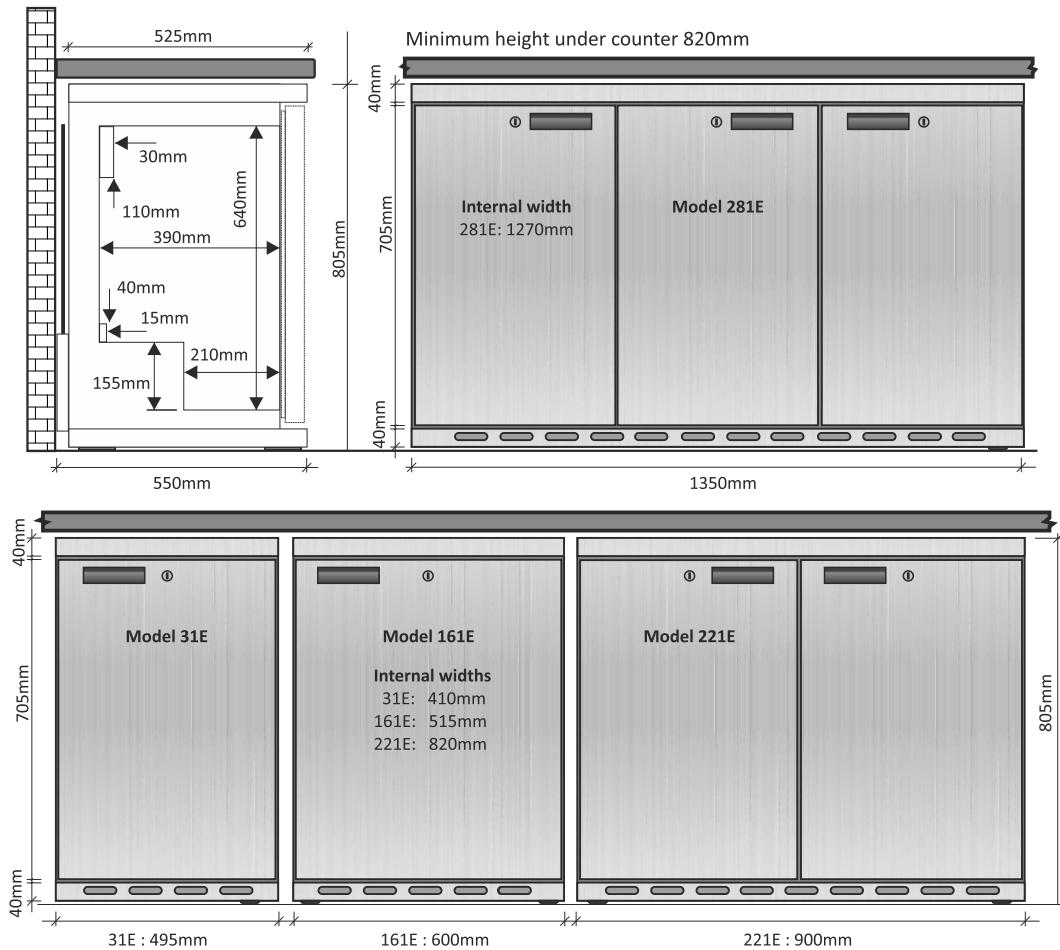 525mm
Minimum height under counter 820mm
40mm
30mm
110mm
640mm
390mm
805mm
705mm
Internal width
281E: 1270mm
Model 281E
40mm
15mm
210mm
155mm
40mm
550mm
1350mm
40mm
Model 31E
Model 161E
Model 221E
Internal widths
31E: 410mm
161E: 515mm
221E: 820mm
705mm
805mm
40mm
31E : 495mm
161E : 600mm
221E : 900mm